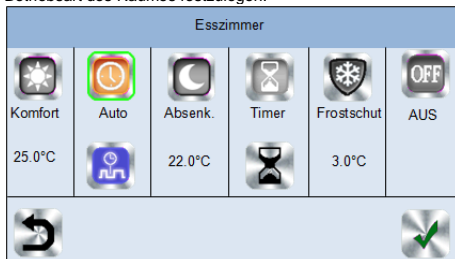 Betriebsart des Raumes festzulegen.
Esszimmer
OFF
Komfort Auto Absenk. Timer Frostschut AUS
25.0°C 22.0°C 3.0°C